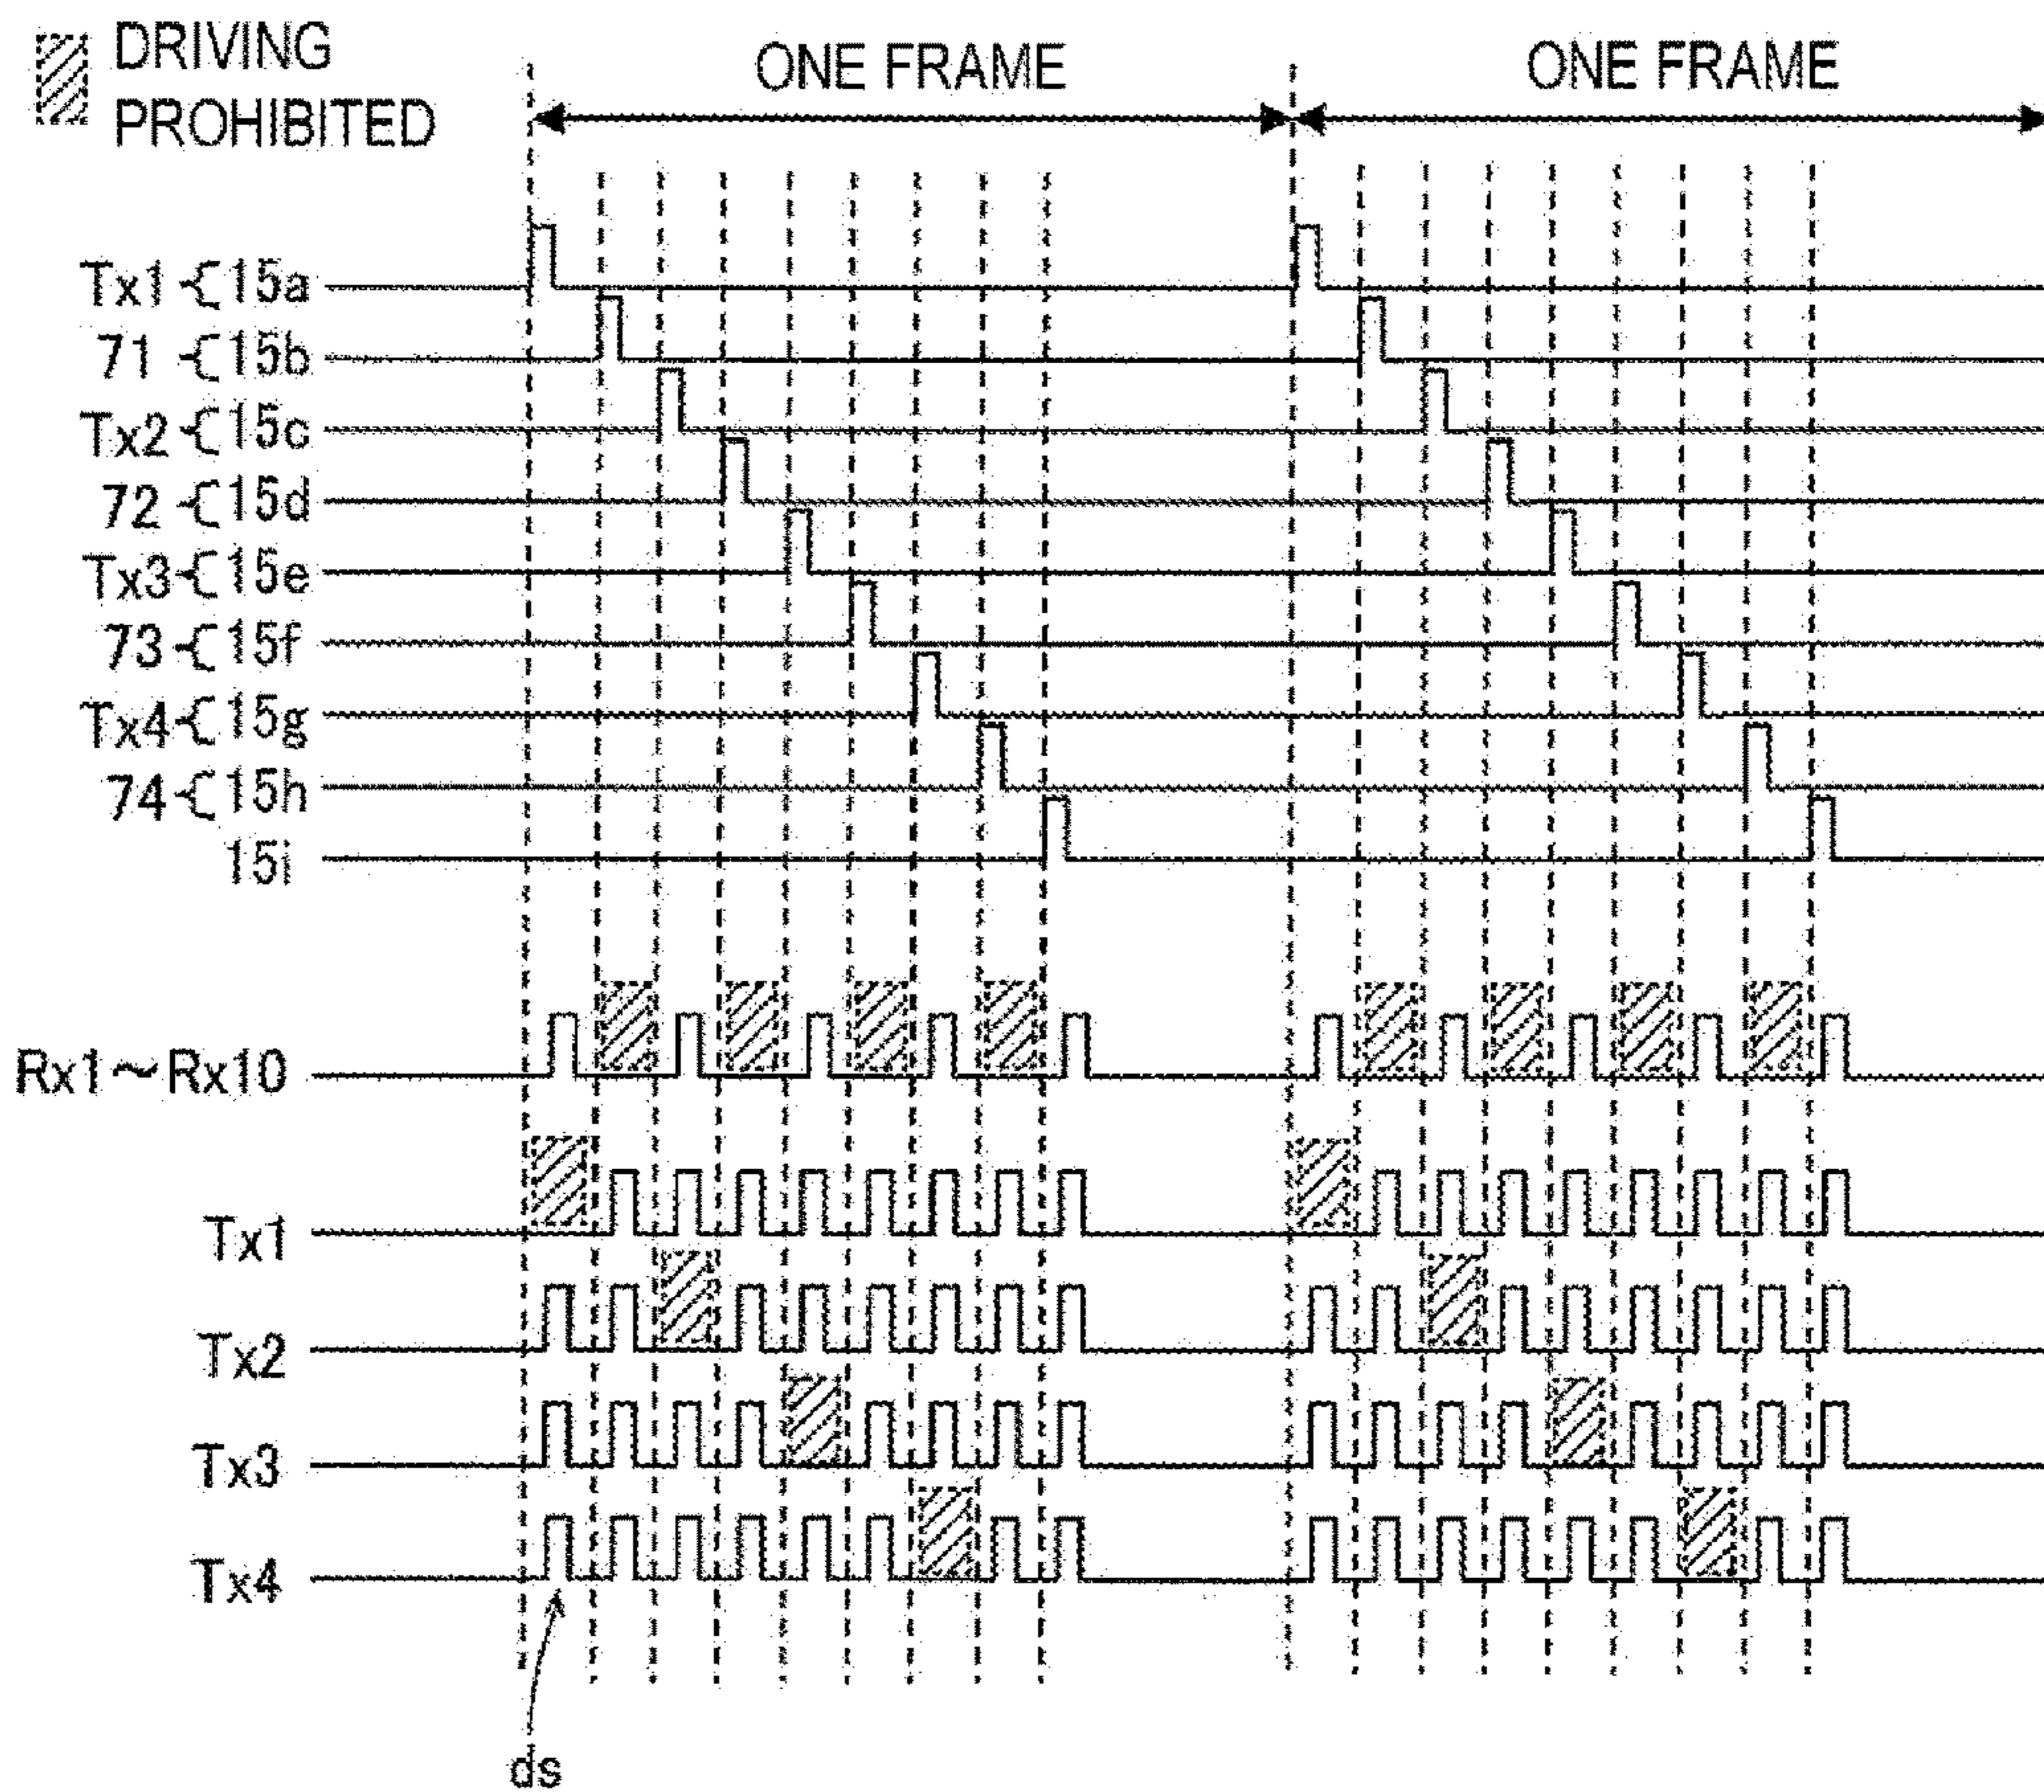 DRIVING
PROHIBITED
ONE FRAME
ONE FRAME
Tx1 { 15a
71 { 15b
Tx2 { 15c
72 { 15d
Tx3 { 15e
73 { 15f
Tx4 { 15g
74 { 15h
15i
Rx1～Rx10
Tx1
Tx2
Tx3
Tx4
ds